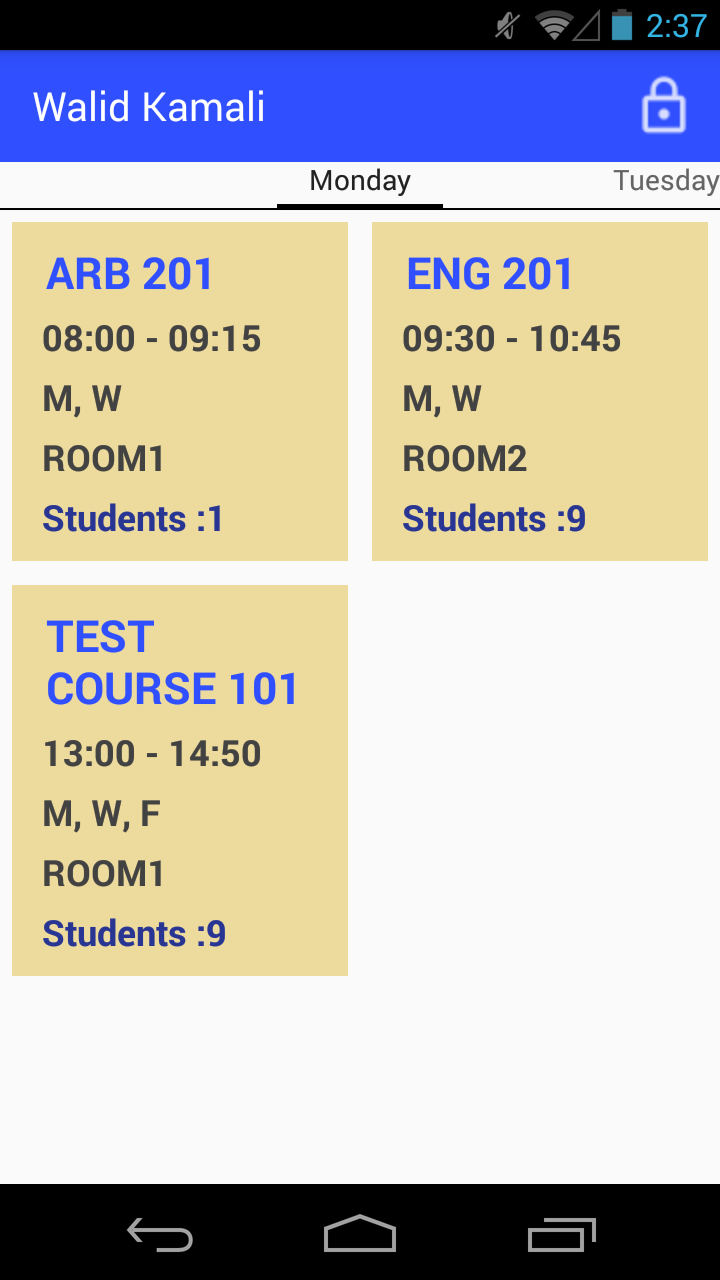 2:37
Walid Kamali
Monday
Tuesday
ARB 201
08:00 - 09:15
M, W
ROOM1
Students :1
ENG 201
09:30 - 10:45
M, W
ROOM2
Students :9
TEST
COURSE 101
13:00 - 14:50
M, W, F
ROOM1
Students :9